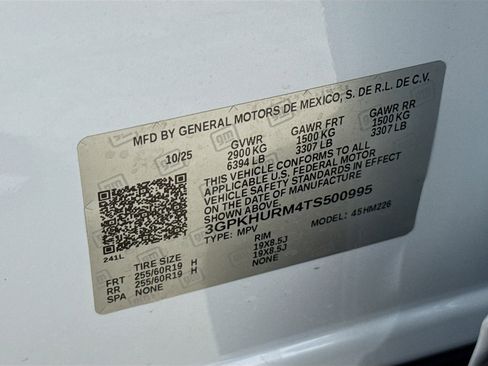 MFD BY GENERAL MOTORS DE MEXICO, S. DE R.L. DE C.V.
10/25 GVWR GAWR FRT GAWR RR
2900 KG 1500 KG 1500 KG
6394 LB 3307 LB 3307 LB
THIS VEHICLE CONFORMS TO ALL
APPLICABLE U.S. FEDERAL MOTOR
VEHICLE SAFETY STANDARDS IN EFFECT
ON THE DATE OF MANUFACTURE
SHOWN ABOVE.
3GPKHURM4TS500995
TYPE: MPV MODEL: 45HM226
241L
TIRE SIZE RIM
FRT 255/60R19 H 19X8.5J
RR 255/60R19 H 19X8.5J
SPA NONE NONE